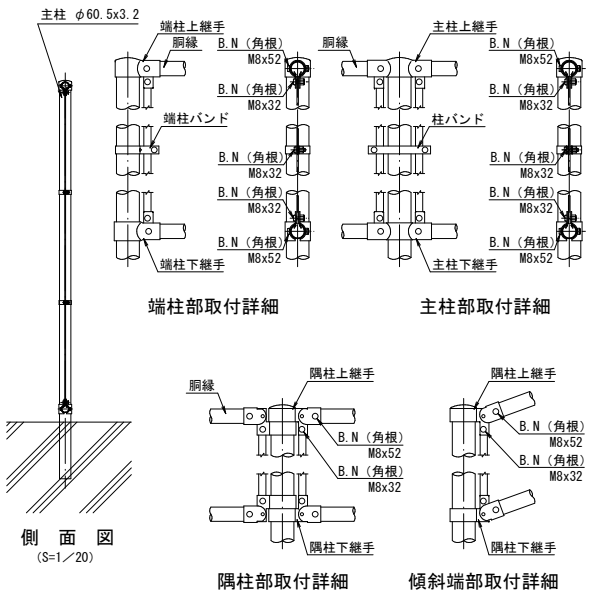 主柱 φ60.5x3.2
側面図
(S=1／20)
端柱上継手
胴縁
端柱バンド
端柱下継手
B.N (角根)
M8x52
B.N (角根)
M8x32
B.N (角根)
M8x32
B.N (角根)
M8x32
B.N (角根)
M8x52
端柱部取付詳細
胴縁
主柱上継手
柱バンド
主柱下継手
B.N (角根)
M8x52
B.N (角根)
M8x32
B.N (角根)
M8x32
B.N (角根)
M8x32
B.N (角根)
M8x52
主柱部取付詳細
胴縁
隅柱上継手
B.N (角根)
M8x52
B.N (角根)
M8x32
隅柱下継手
隅柱部取付詳細
隅柱上継手
B.N (角根)
M8x52
B.N (角根)
M8x32
隅柱下継手
傾斜端部取付詳細